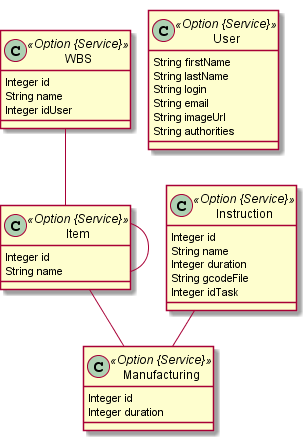 C «Option {Service}»
WBS
Integer id
String name
Integer idUser
C «Option {Service}»
User
String firstName
String lastName
String login
String email
String imageUrl
String authorities
C «Option {Service}»
Item
Integer id
String name
C «Option {Service}»
Instruction
Integer id
String name
Integer duration
String gcodeFile
Integer idTask
C «Option {Service}»
Manufacturing
Integer id
Integer duration